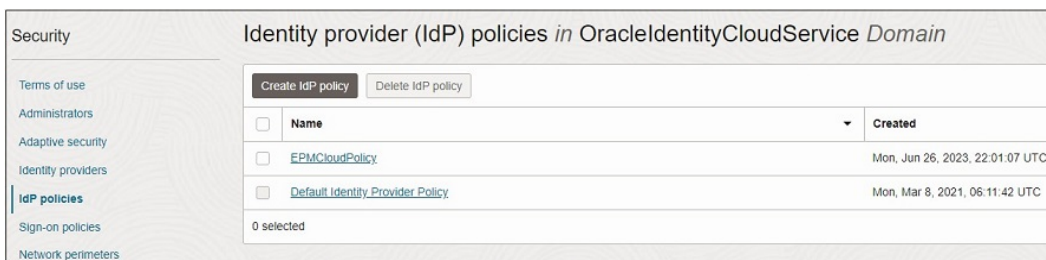 Security
Identity provider (IdP) policies in OracleIdentityCloudService Domain
Terms of use
Administrators
Adaptive security
Identity providers
IdP policies
Sign-on policies
Network perimeters
Create IdP policy Delete IdP policy
Name Created
EPMCloudPolicy Mon, Jun 26, 2023, 22:01:07 UTC
Default Identity Provider Policy Mon, Mar 8, 2021, 06:11:42 UTC
0 selected